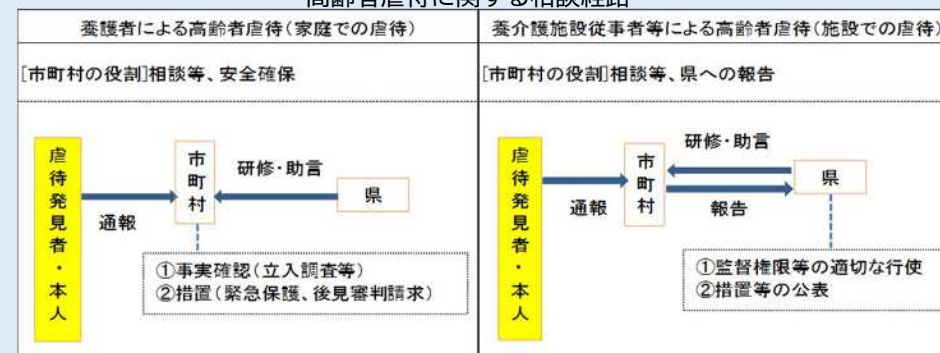 高齢者虐待に関する相談経路
養護者による高齢者虐待(家庭での虐待)
[市町村の役割]相談等、安全確保
虐待発見者・本人
通報
市町村
研修・助言
県
①事実確認(立入調査等)
②措置(緊急保護、後見審判請求)
養介護施設従事者等による高齢者虐待(施設での虐待)
[市町村の役割]相談等、県への報告
虐待発見者・本人
通報
市町村
研修・助言
報告
県
①監督権限等の適切な行使
②措置等の公表